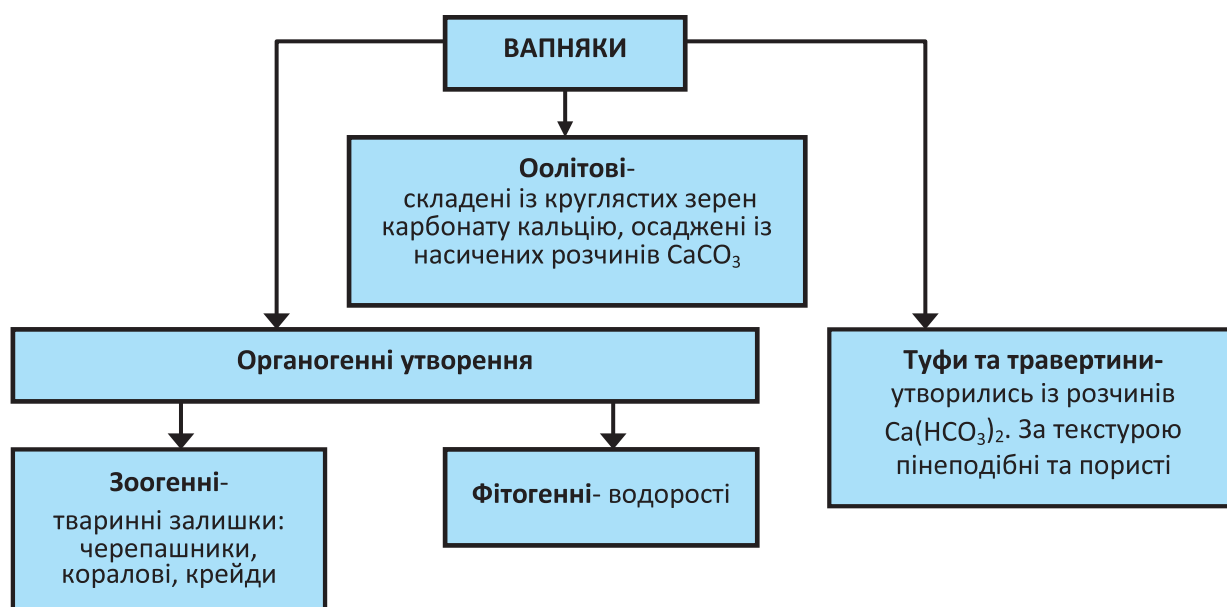 ВАПНЯКИ
Оолітові-
складені із круглястих зерен
карбонату кальцію, осаджені із
насичених розчинів CaCO₃
Органогенні утворення
Туфи та травертини-
утворились із розчинів
Ca(HCO₃)₂. За текстурою
пінеподібні та пористі
Зоогенні-
тваринні залишки:
черепашники,
коралові, крейди
Фітогенні- водорості